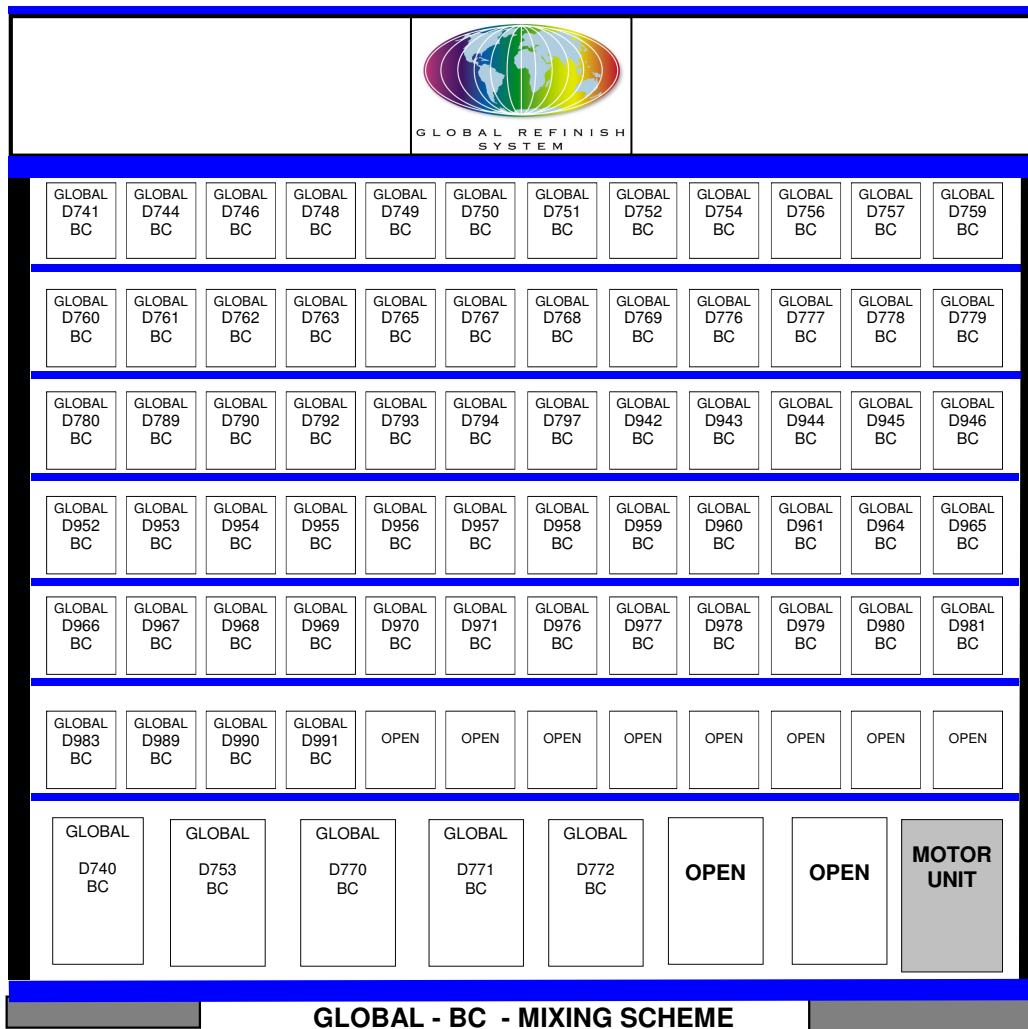 GLOBAL REFINISH
SYSTEM
GLOBAL GLOBAL GLOBAL GLOBAL GLOBAL GLOBAL GLOBAL GLOBAL GLOBAL GLOBAL GLOBAL GLOBAL
D741 D744 D746 D748 D749 D750 D751 D752 D754 D756 D757 D759
BC BC BC BC BC BC BC BC BC BC BC BC
GLOBAL GLOBAL GLOBAL GLOBAL GLOBAL GLOBAL GLOBAL GLOBAL GLOBAL GLOBAL GLOBAL GLOBAL
D760 D761 D762 D763 D765 D767 D768 D769 D776 D777 D778 D779
BC BC BC BC BC BC BC BC BC BC BC BC
GLOBAL GLOBAL GLOBAL GLOBAL GLOBAL GLOBAL GLOBAL GLOBAL GLOBAL GLOBAL GLOBAL GLOBAL
D780 D789 D790 D792 D793 D794 D797 D942 D943 D944 D945 D946
BC BC BC BC BC BC BC BC BC BC BC BC
GLOBAL GLOBAL GLOBAL GLOBAL GLOBAL GLOBAL GLOBAL GLOBAL GLOBAL GLOBAL GLOBAL GLOBAL
D952 D953 D954 D955 D956 D957 D958 D959 D960 D961 D964 D965
BC BC BC BC BC BC BC BC BC BC BC BC
GLOBAL GLOBAL GLOBAL GLOBAL GLOBAL GLOBAL GLOBAL GLOBAL GLOBAL GLOBAL GLOBAL GLOBAL
D966 D967 D968 D969 D970 D971 D976 D977 D978 D979 D980 D981
BC BC BC BC BC BC BC BC BC BC BC BC
GLOBAL GLOBAL GLOBAL GLOBAL
D983 D989 D990 D991 OPEN OPEN OPEN OPEN OPEN OPEN OPEN OPEN
BC BC BC BC
GLOBAL GLOBAL GLOBAL GLOBAL GLOBAL
D740 D753 D770 D771 D772 OPEN OPEN MOTOR
BC BC BC BC BC UNIT
GLOBAL - BC - MIXING SCHEME